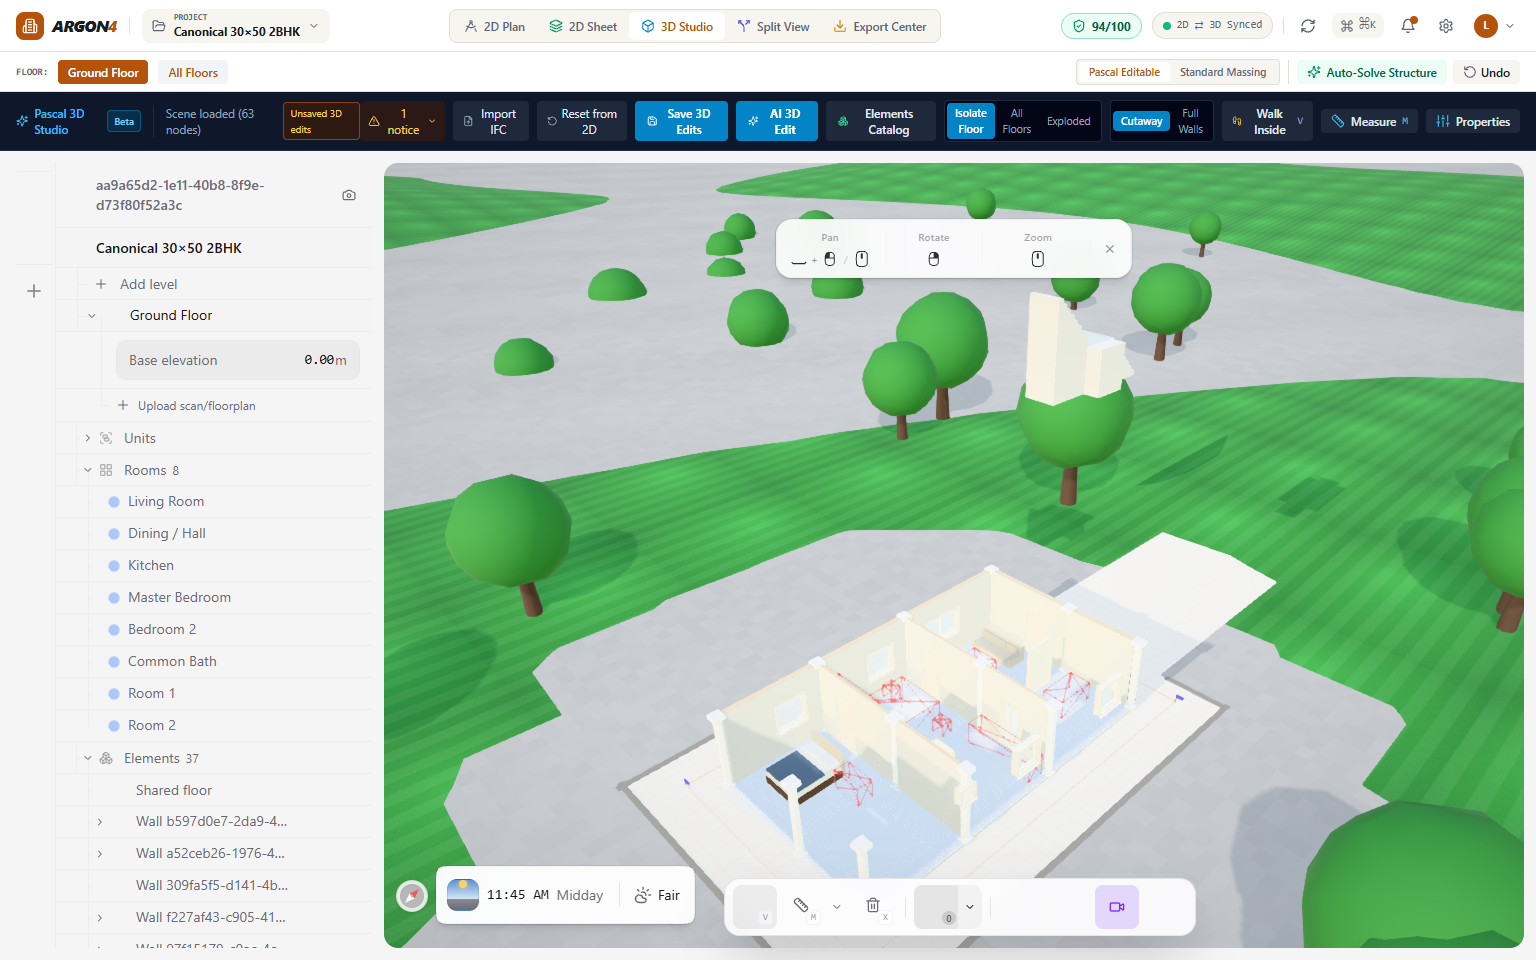 ARGON4
PROJECT
Canonical 30×50 2BHK
2D Plan
2D Sheet
3D Studio
Split View
Export Center
94/100
2D ⇄ 3D Synced
⌘ ⌘K
L
FLOOR:
Ground Floor
All Floors
Pascal Editable
Standard Massing
Auto-Solve Structure
Undo
Pascal 3D
Studio
Beta
Scene loaded (63
nodes)
Unsaved 3D
edits
1
notice
Import
IFC
Reset from
2D
Save 3D
Edits
AI 3D
Edit
Elements
Catalog
Isolate
Floor
All
Floors
Exploded
Cutaway
Full
Walls
Walk
Inside
Measure M
Properties
aa9a65d2-1e11-40b8-8f9e-
d73f80f52a3c
Canonical 30×50 2BHK
Add level
Ground Floor
Base elevation 0.00m
Upload scan/floorplan
Units
Rooms 8
Living Room
Dining / Hall
Kitchen
Master Bedroom
Bedroom 2
Common Bath
Room 1
Room 2
Elements 37
Shared floor
Wall b597d0e7-2da9-4...
Wall a52ceb26-1976-4...
Wall 309fa5f5-d141-4b...
Wall f227af43-c905-41...
Pan
Rotate
Zoom
+ /
11:45 AM Midday
Fair
V
M
X
0